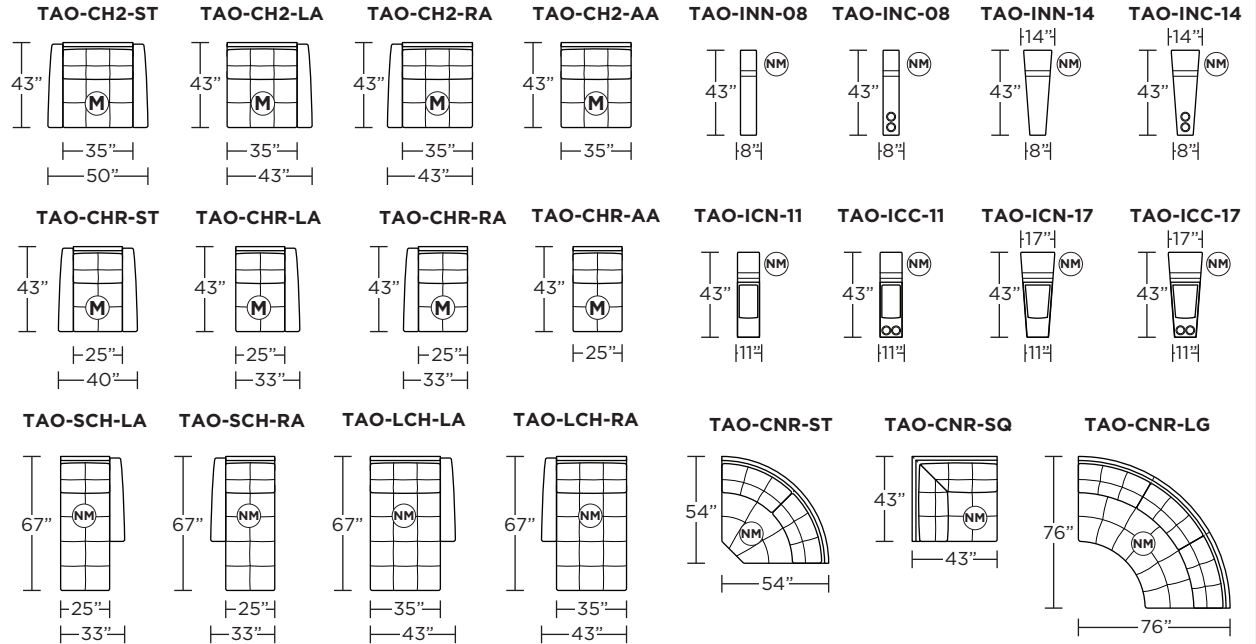 TAO-CH2-ST TAO-CH2-LA TAO-CH2-RA TAO-CH2-AA TAO-INN-08 TAO-INC-08 TAO-INN-14 TAO-INC-14
14” 14”
NM NM NM NM
43” 43” 43” 43” 43” 43” 43” 43”
M M M M
35” 35” 35” 35” 8” 8” 8” 8”
50” 43” 43”
TAO-CHR-ST TAO-CHR-LA TAO-CHR-RA TAO-CHR-AA TAO-ICN-11 TAO-ICC-11 TAO-ICN-17 TAO-ICC-17
17” 17”
NM NM NM NM
43” 43” 43” 43” 43” 43” 43” 43”
M M M M
25” 25” 25” 25” 11” 11” 11” 11”
40” 33” 33”
TAO-SCH-LA TAO-SCH-RA TAO-LCH-LA TAO-LCH-RA TAO-CNR-ST TAO-CNR-SQ TAO-CNR-LG
43”
67” NM 67” NM 67” NM 67” NM 54” NM NM
76” NM
43”
54”
25” 25” 35” 35”
33” 33” 43” 43” 76”